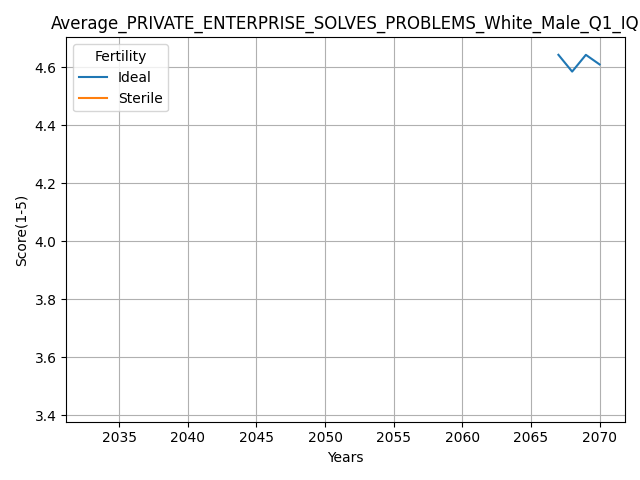 Average_PRIVATE_ENTERPRISE_SOLVES_PROBLEMS_White_Male_Q1_IQ
Fertility
Ideal
Sterile
Score(1-5)
4.6
4.4
4.2
4.0
3.8
3.6
3.4
2035 2040 2045 2050 2055 2060 2065 2070
Years